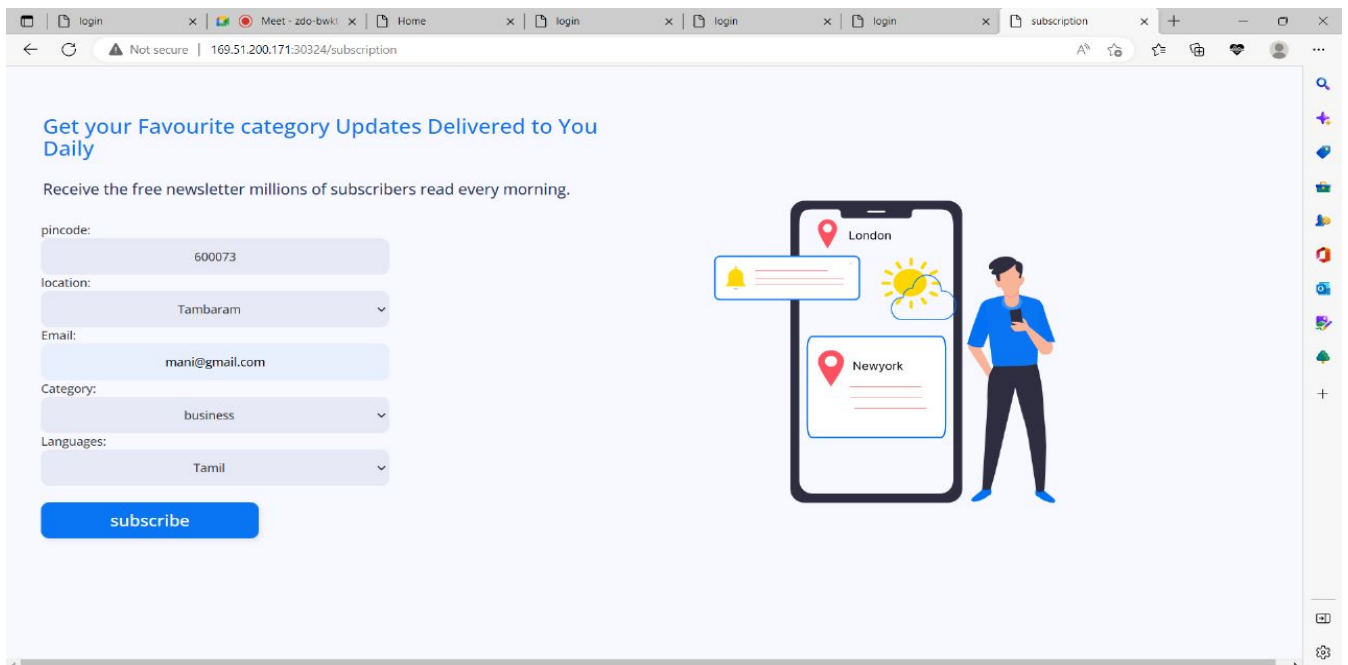 login
Meet - zdo-bwkt
Home
login
login
login
subscription
Not secure | 169.51.200.171:30324/subscription
Get your Favourite category Updates Delivered to You
Daily
Receive the free newsletter millions of subscribers read every morning.
pincode:
600073
location:
Tambaram
Email:
mani@gmail.com
Category:
business
Languages:
Tamil
subscribe
London
Newyork